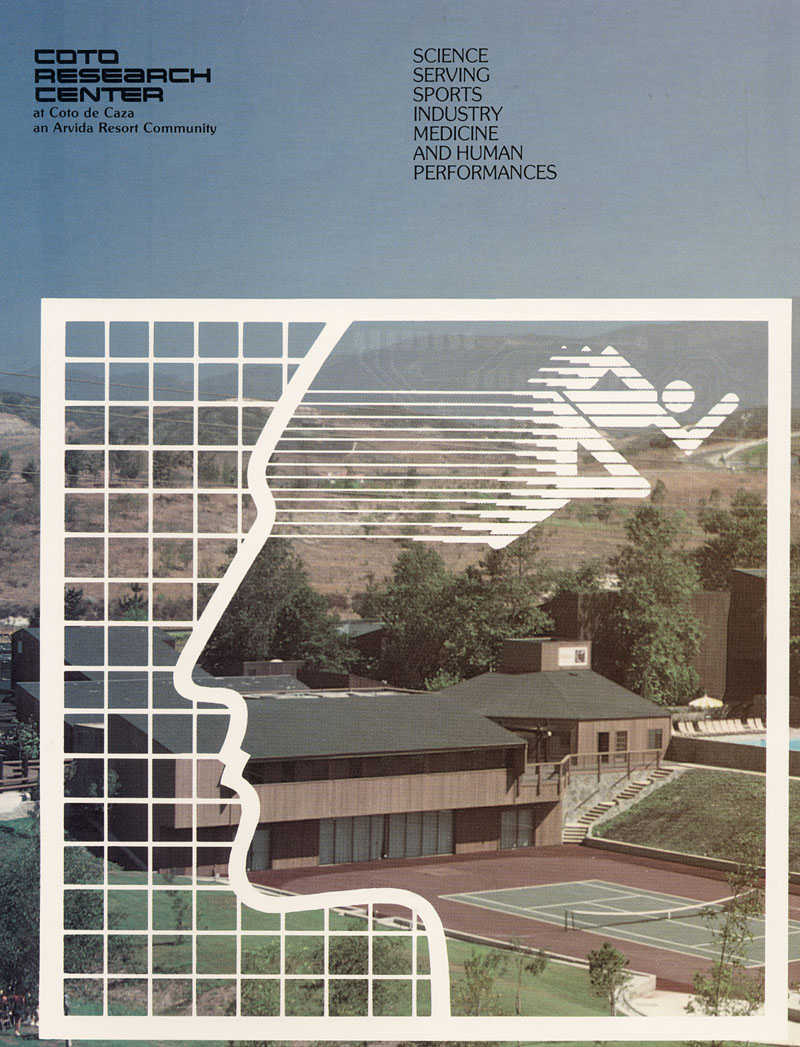 COTO
RESEARCH
CENTER
at Coto de Caza
an Arvida Resort Community
SCIENCE
SERVING
SPORTS
INDUSTRY
MEDICINE
AND HUMAN
PERFORMANCES